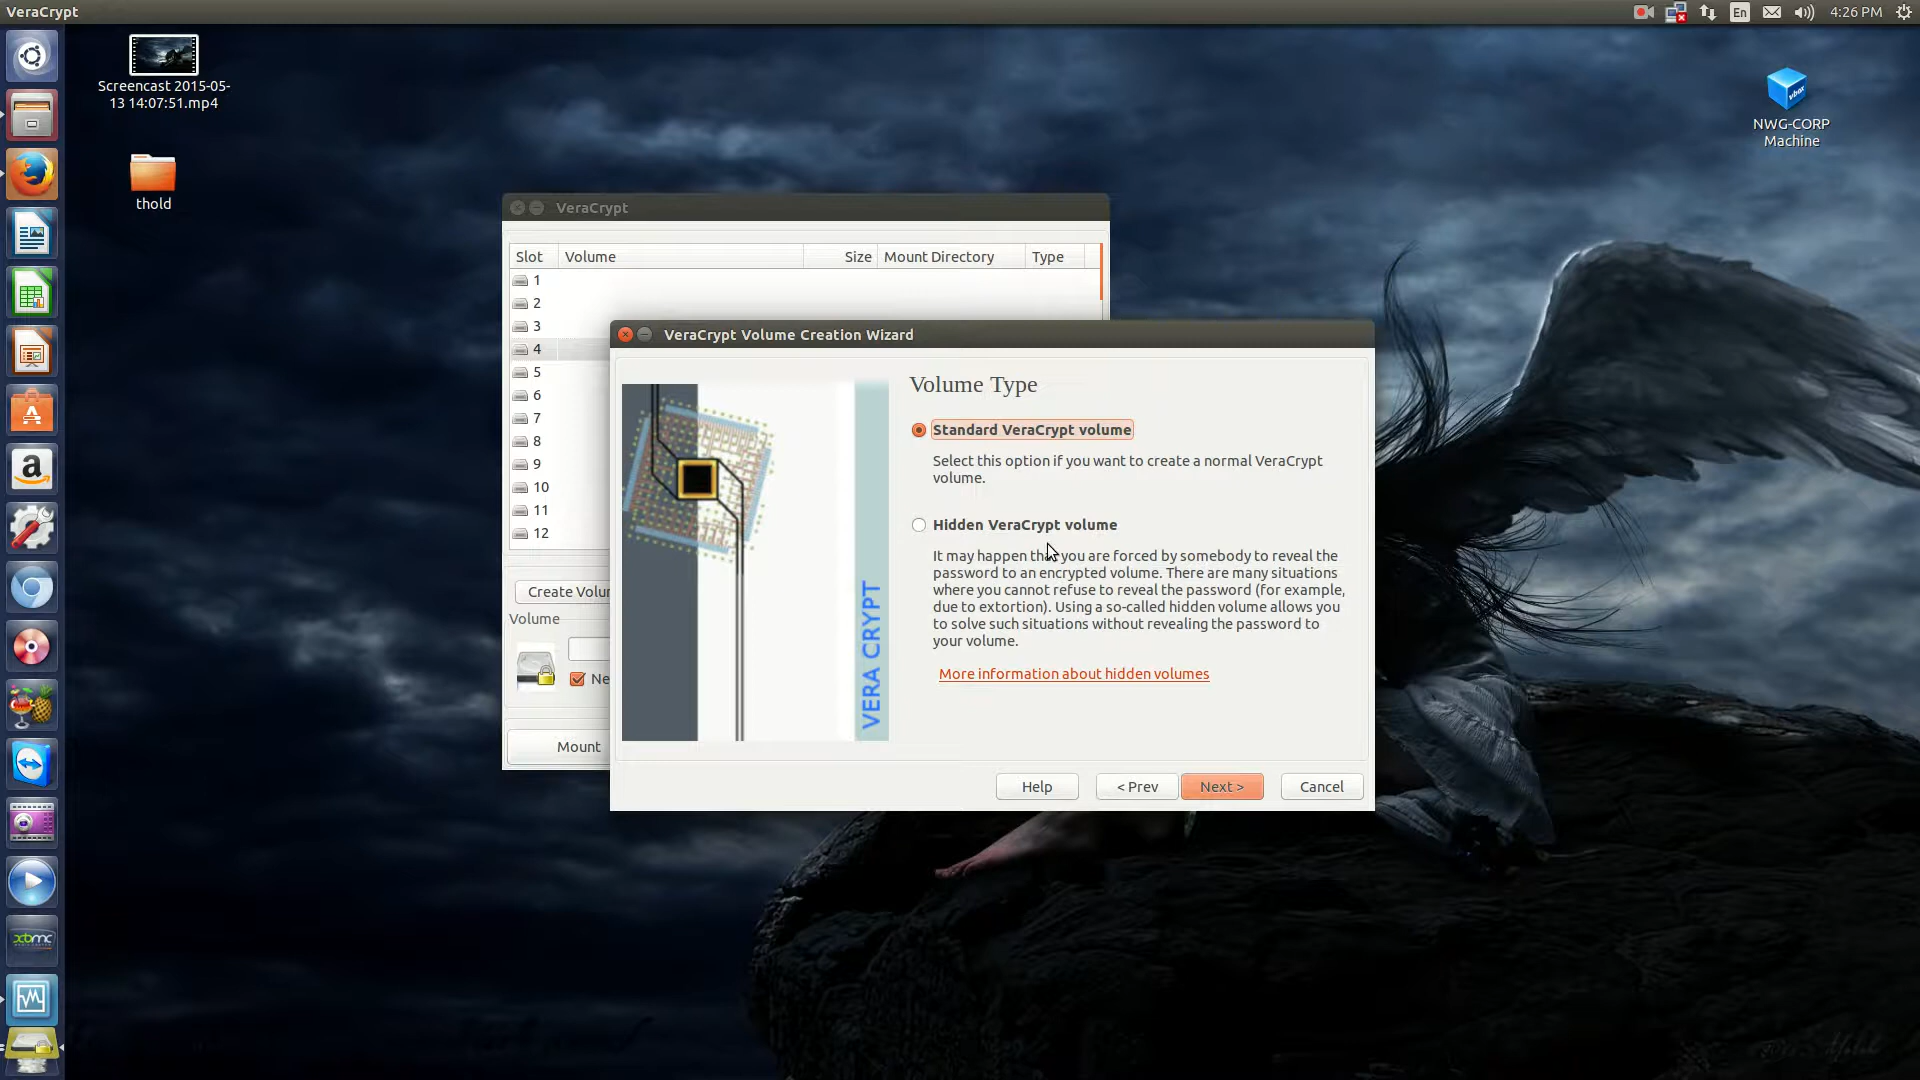 VeraCrypt
En
4:26 PM
Screencast 2015-05-
13 14:07:51.mp4
thold
vbox
NWG-CORP
Machine
VeraCrypt
Slot Volume Size Mount Directory Type
1
2
3
4
5
6
7
8
9
10
11
12
Create Volum
Volume
Ne
Mount
VeraCrypt Volume Creation Wizard
VERA CRYPT
Volume Type
Standard VeraCrypt volume
Select this option if you want to create a normal VeraCrypt
volume.
Hidden VeraCrypt volume
It may happen that you are forced by somebody to reveal the
password to an encrypted volume. There are many situations
where you cannot refuse to reveal the password (for example,
due to extortion). Using a so-called hidden volume allows you
to solve such situations without revealing the password to
your volume.
More information about hidden volumes
Help < Prev Next > Cancel
a
xbmc